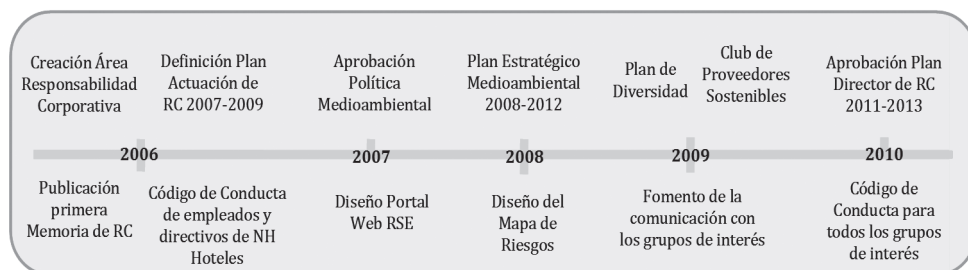 Creación Área
Responsabilidad
Corporativa
Definición Plan
Actuación de
RC 2007-2009
Aprobación
Política
Medioambiental
Plan Estratégico
Medioambiental
2008-2012
Plan de
Diversidad
Club de
Proveedores
Sostenibles
Aprobación Plan
Director de RC
2011-2013
2006
2007
2008
2009
2010
Publicación
primera
Memoria de RC
Código de Conducta
de empleados y
directivos de NH
Hoteles
Diseño Portal
Web RSE
Diseño del
Mapa de
Riesgos
Fomento de la
comunicación con
los grupos de interés
Código de
Conducta para
todos los grupos
de interés